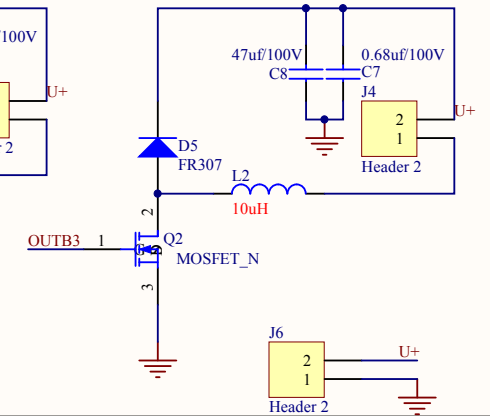 /100V
U+
2
47uf/100V
C8
0.68uf/100V
C7
J4
U+
2
1
Header 2
D5
FR307
L2
10uH
2
OUTB3
1
Q2
MOSFET_N
3
J6
U+
2
1
Header 2